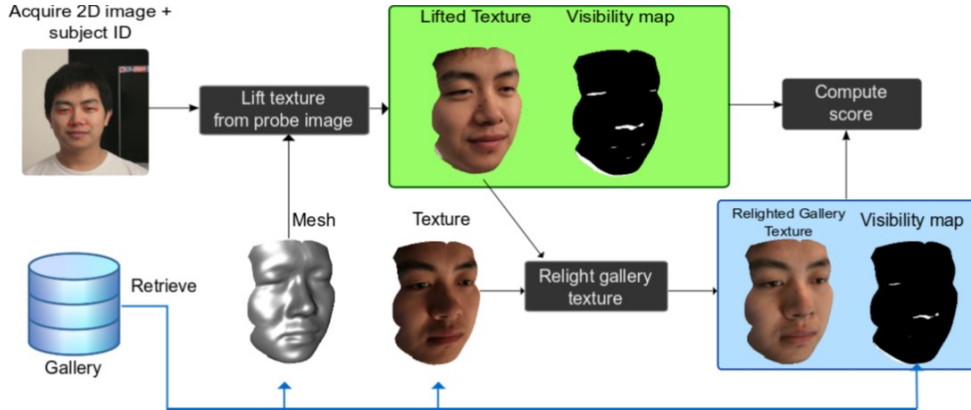 Acquire 2D image +
subject ID
Lift texture
from probe image
Lifted Texture
Visibility map
Compute
score
Mesh
Texture
Relight gallery
texture
Relighted Gallery
Texture
Visibility map
Retrieve
Gallery